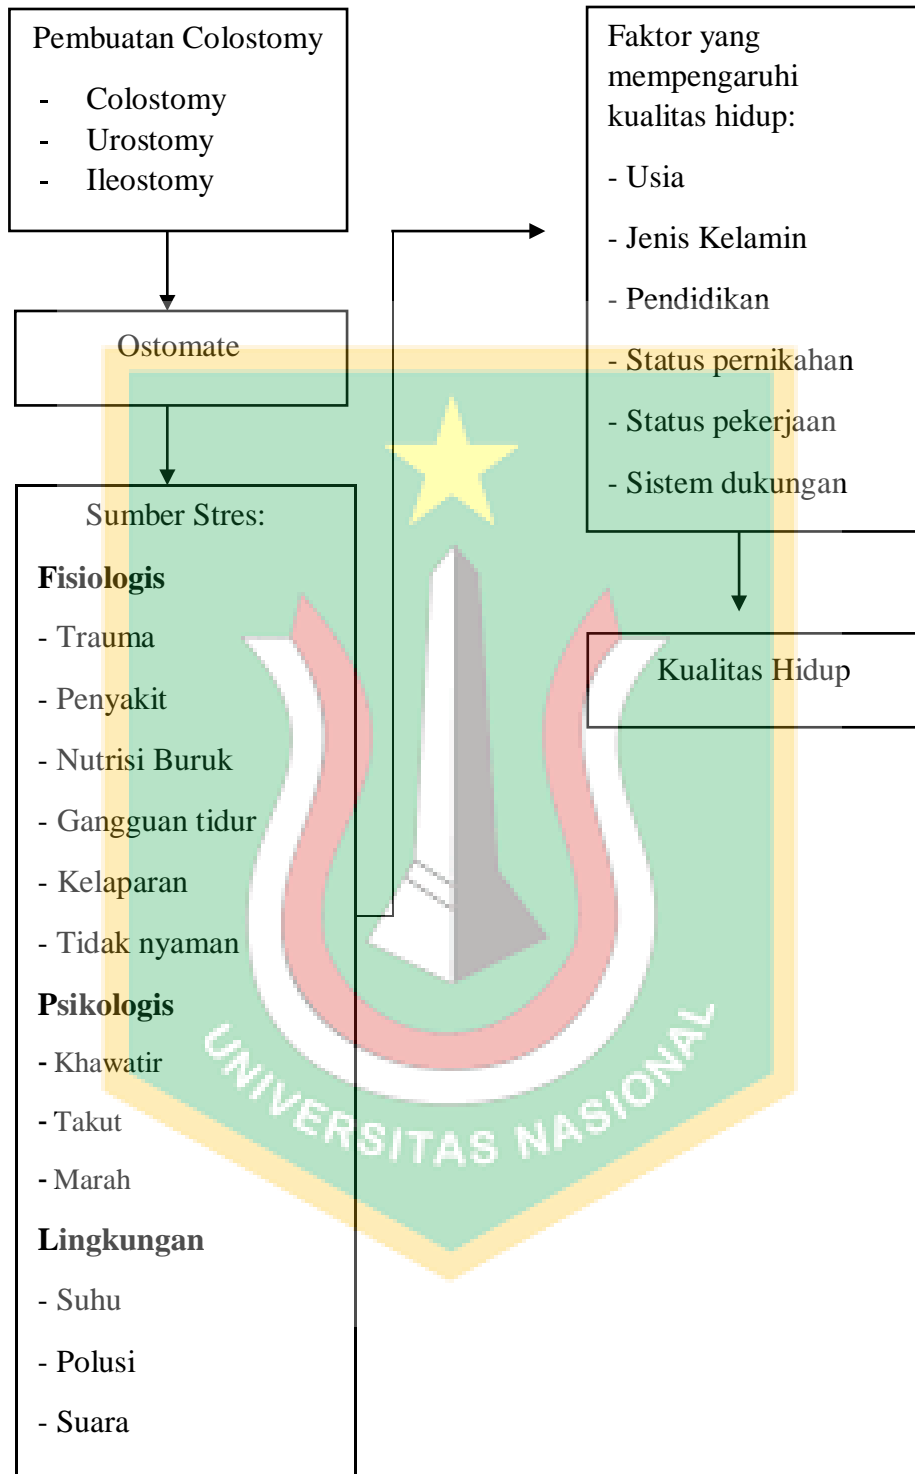 Pembuatan Colostomy
- Colostomy
- Urostomy
- Ileostomy
Ostomate
Sumber Stres:
Fisiologis
- Trauma
- Penyakit
- Nutrisi Buruk
- Gangguan tidur
- Kelaparan
- Tidak nyaman
Psikologis
- Khawatir
- Takut
- Marah
Lingkungan
- Suhu
- Polusi
- Suara
Faktor yang
mempengaruhi
kualitas hidup:
- Usia
- Jenis Kelamin
- Pendidikan
- Status pernikahan
- Status pekerjaan
- Sistem dukungan
Kualitas Hidup
UNIVERSITAS NASIONAL